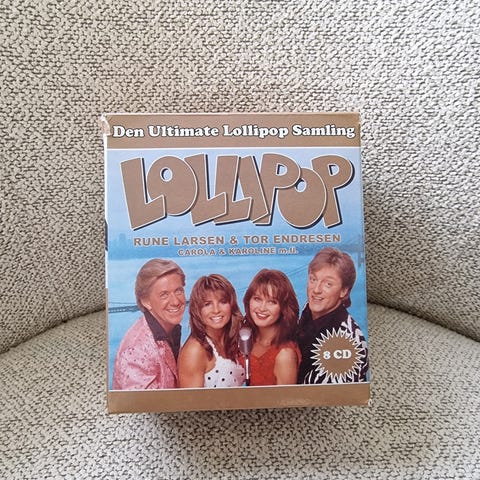 Den Ultimate Lollipop Samling
LOLLIPOP
RUNE LARSEN & TOR ENDRESEN
CAROLA & KAROLINE m.fl.
8 CD